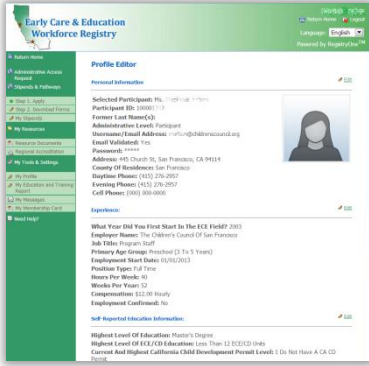 Early Care & Education
Workforce Registry
Return Home Logout
Language: English
Powered by RegistryOne™
Return Home
Administrative Access
Request
Stipends & Pathways
Step 1. Apply
Step 2. Download Forms
My Stipends
My Resources
Resource Documents
Regional Accreditation
My Tools & Settings
My Profile
My Education and Training
Report
My Messages
My Membership Card
Need Help?
Profile Editor
Personal Information Edit
Selected Participant: Ms.
Participant ID:
Former Last Name(s):
Administrative Level: Participant
Username/Email Address: @childrenscouncil.org
Email Validated: Yes
Password: *****
Address: 445 Church St, San Francisco, CA 94114
County Of Residence: San Francisco
Daytime Phone: (415) 276-2957
Evening Phone: (415) 276-2957
Cell Phone: (000) 000-0000
Experience: Edit
What Year Did You First Start In The ECE Field? 2003
Employer Name: The Children's Council Of San Francisco
Job Title: Program Staff
Primary Age Group: Preschool (3 To 5 Years)
Employment Start Date: 01/01/2013
Position Type: Full Time
Hours Per Week: 40
Weeks Per Year: 52
Compensation: $12.00 Hourly
Employment Confirmed: No
Self-Reported Education Information: Edit
Highest Level Of Education: Master's Degree
Highest Level Of ECE/CD Education: Less Than 12 ECE/CD Units
Current And Highest California Child Development Permit Level: I Do Not Have A CA CD
Permit